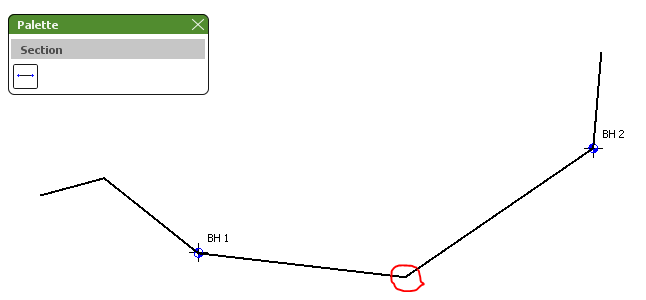 Palette
Section
BH 1
BH 2